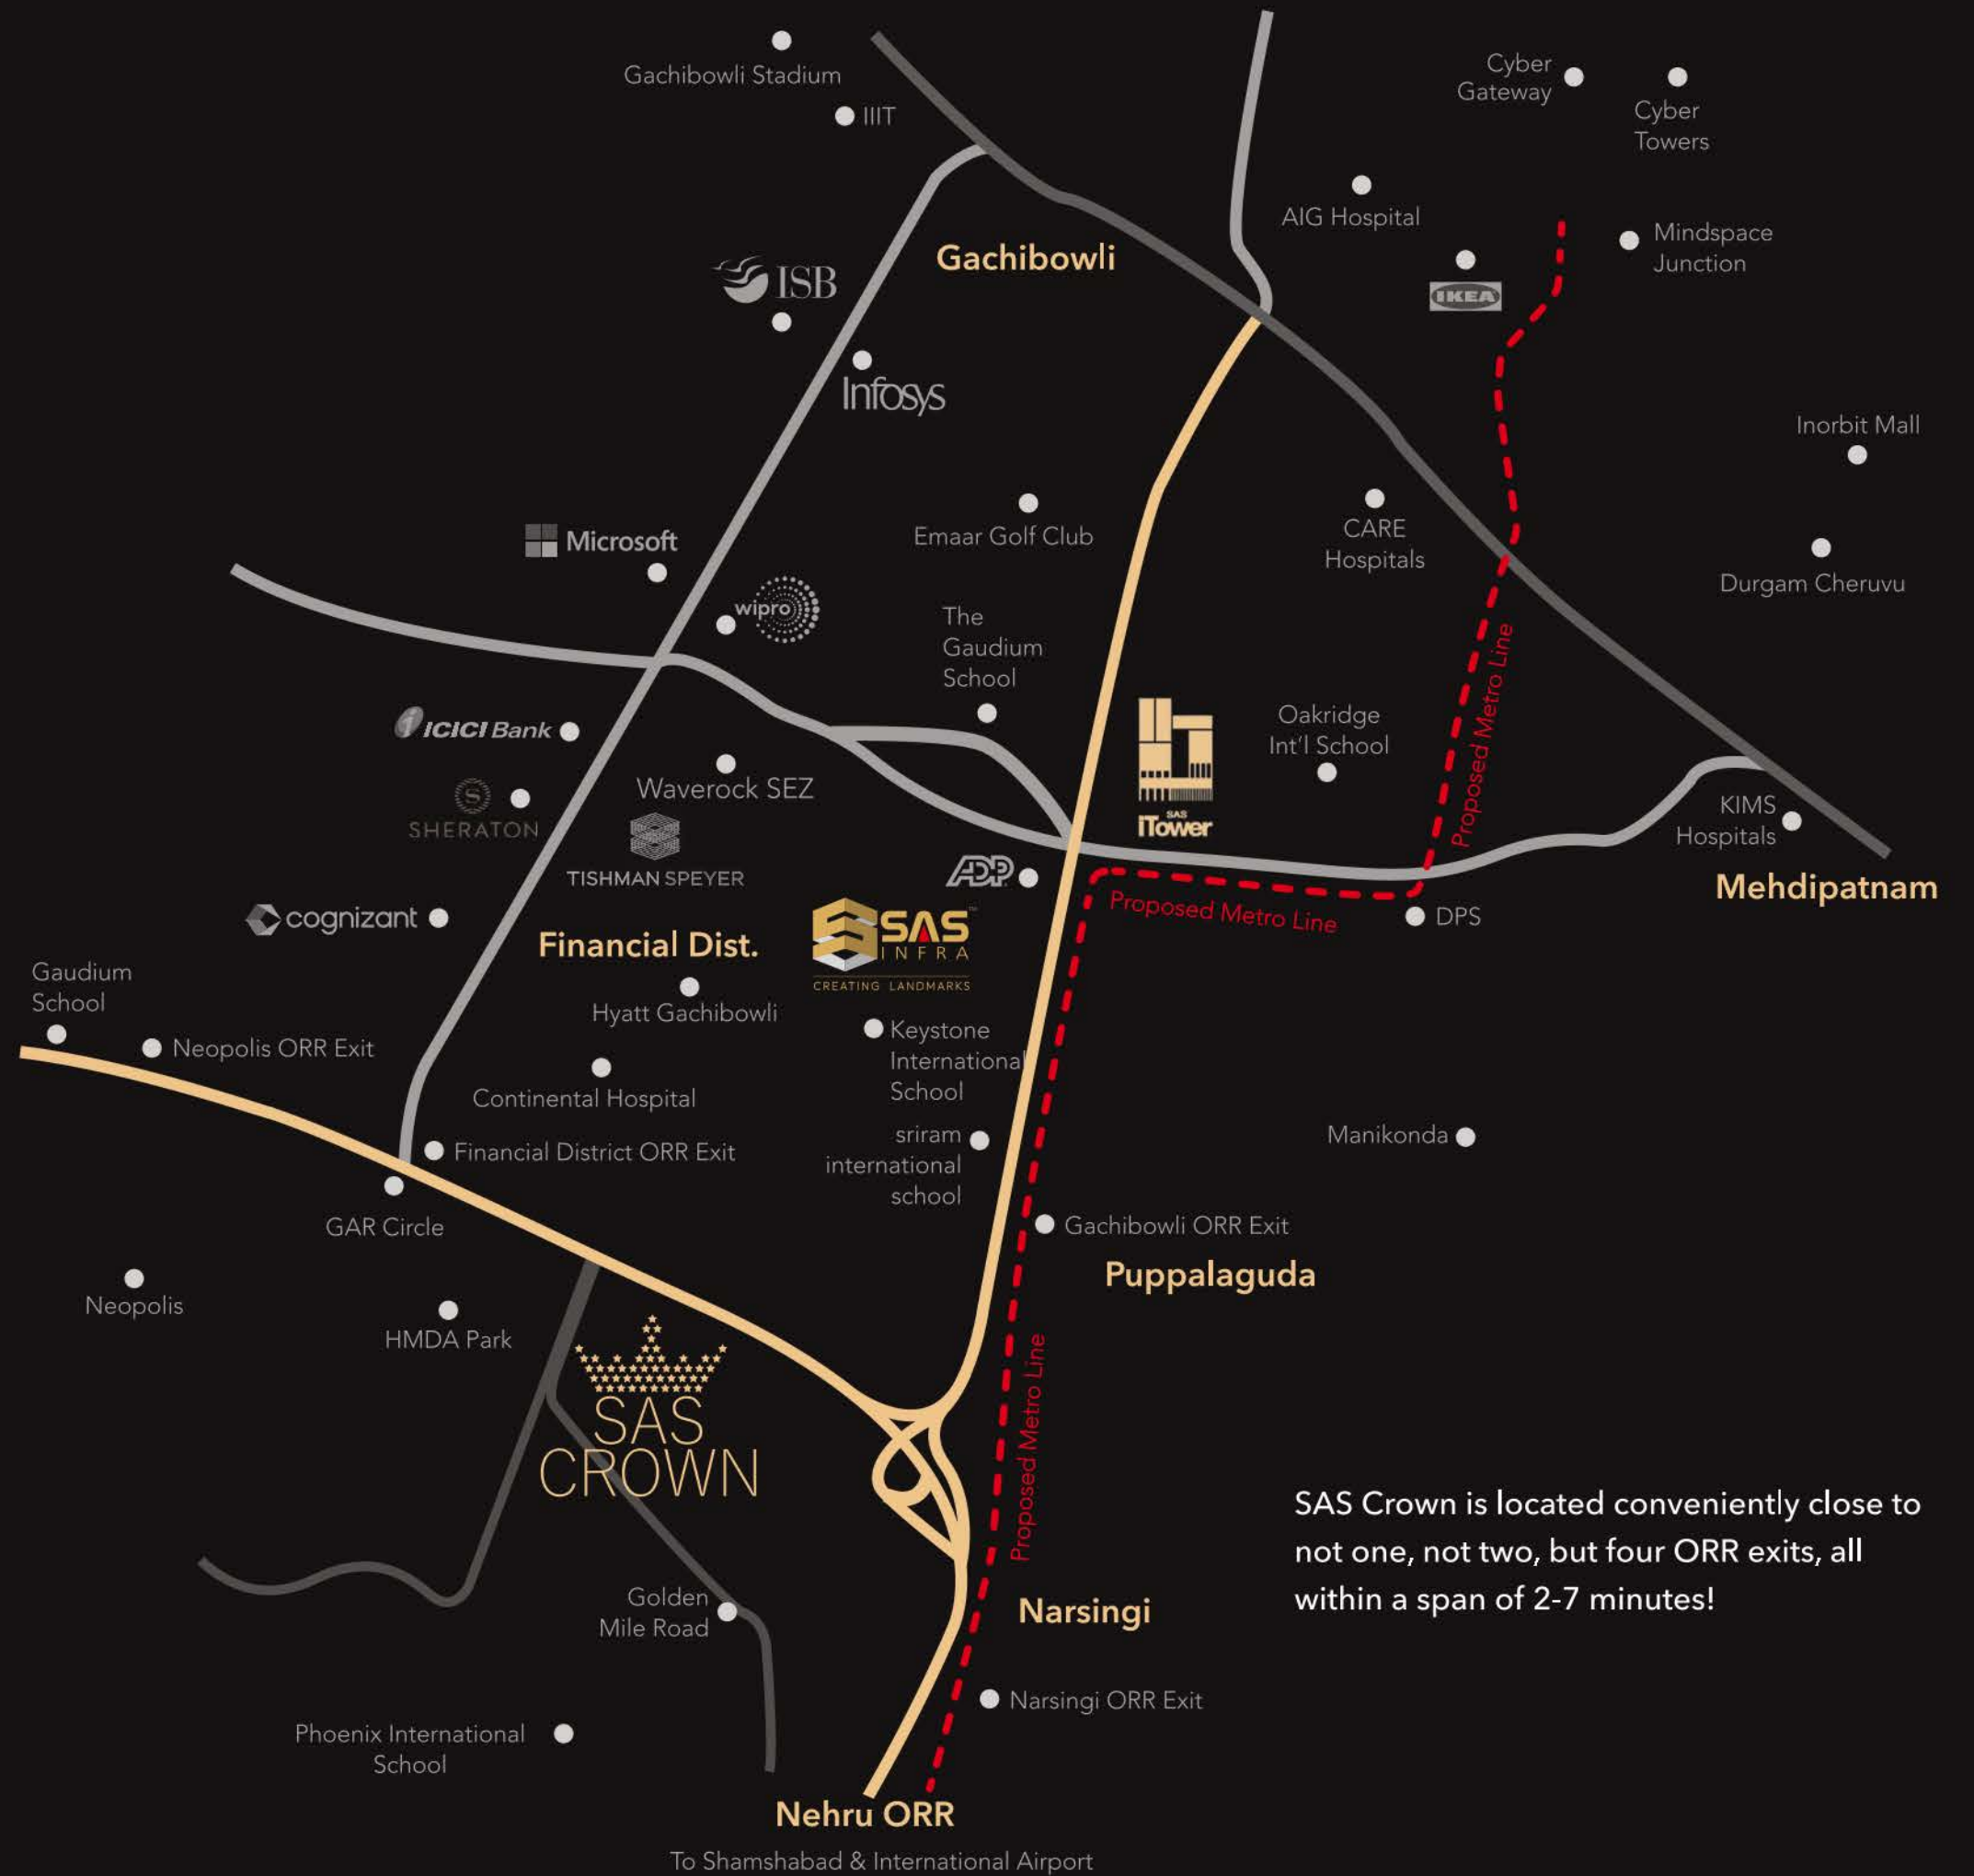 Gachibowli Stadium
IIIT
Cyber
Gateway
Cyber
Towers
AIG Hospital
Mindspace
Junction
Gachibowli
ISB
IKEA
Infosys
Inorbit Mall
Emaar Golf Club
CARE
Hospitals
Microsoft
Durgam Cheruvu
wipro
The
Gaudium
School
Proposed Metro Line
ICICI Bank
Oakridge
Int'l School
Waverock SEZ
S
SHERATON
SAS
iTower
KIMS
Hospitals
TISHMAN SPEYER
ADP
Mehdipatnam
Proposed Metro Line
DPS
cognizant
Financial Dist.
SAS
INFRA
CREATING LANDMARKS
Gaudium
School
Hyatt Gachibowli
Neopolis ORR Exit
Keystone
International
School
Continental Hospital
Financial District ORR Exit
sriram
international
school
Manikonda
GAR Circle
Gachibowli ORR Exit
Puppalaguda
Neopolis
HMDA Park
SAS
CROWN
Proposed Metro Line
SAS Crown is located conveniently close to
not one, not two, but four ORR exits, all
within a span of 2-7 minutes!
Golden
Mile Road
Narsingi
Narsingi ORR Exit
Phoenix International
School
Nehru ORR
To Shamshabad & International Airport